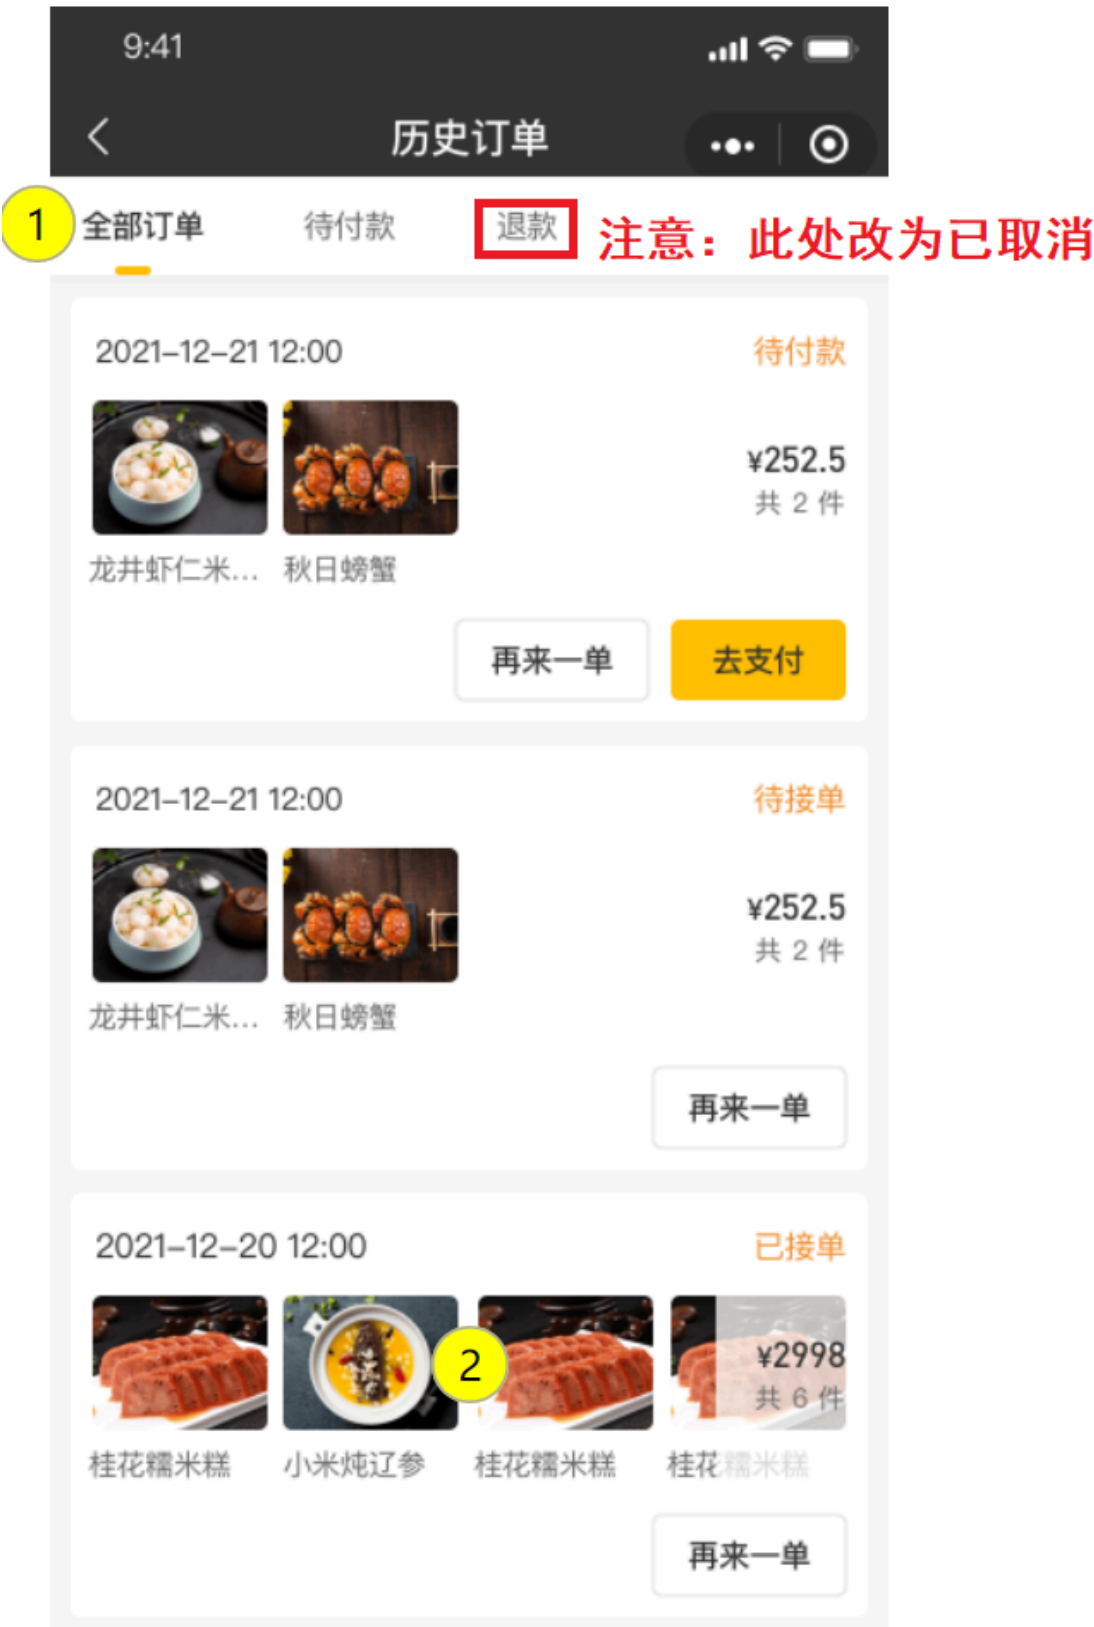 9:41
历史订单
1
全部订单 待付款 退款 注意：此处改为已取消
2021-12-21 12:00 待付款
¥252.5
共 2 件
龙井虾仁米... 秋日螃蟹
再来一单 去支付
2021-12-21 12:00 待接单
¥252.5
共 2 件
龙井虾仁米... 秋日螃蟹
再来一单
2021-12-20 12:00 已接单
2
¥2998
共 6 件
桂花糯米糕 小米炖辽参 桂花糯米糕 桂花糯米糕
再来一单